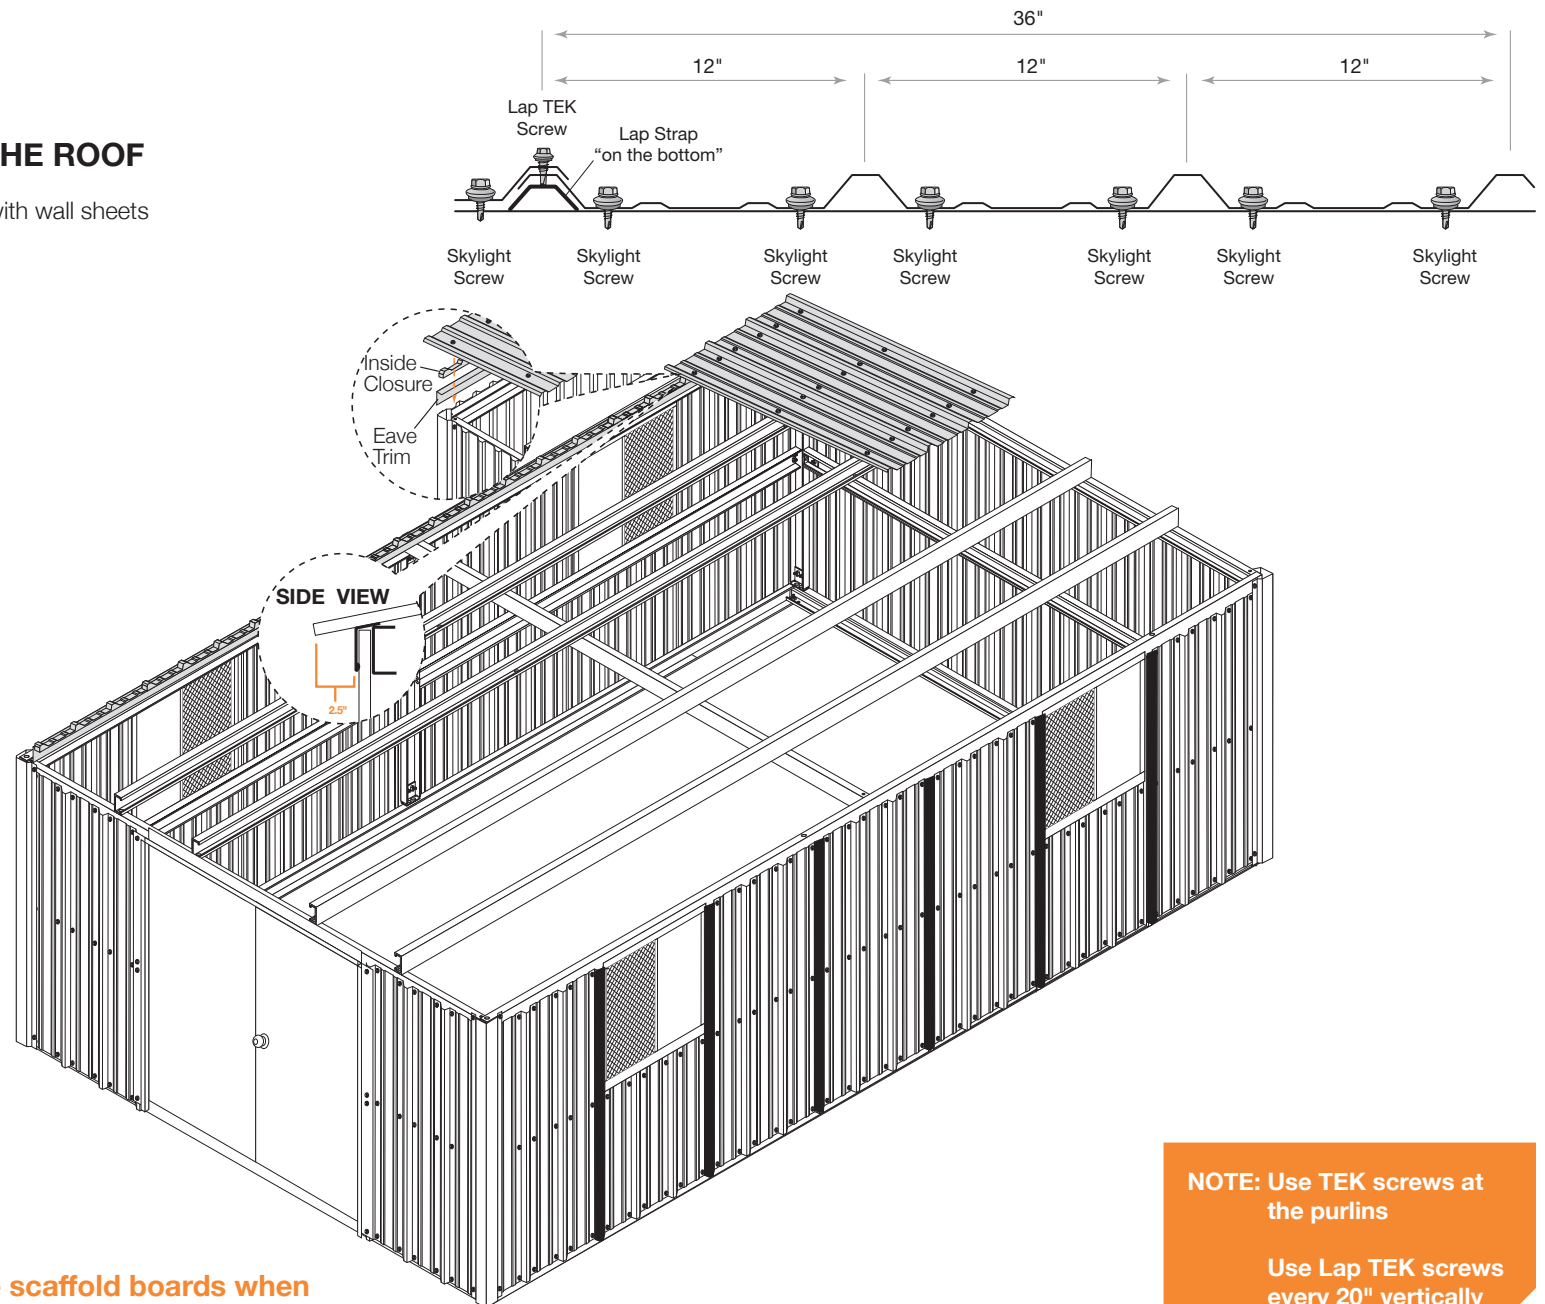 36"
12" 12" 12"
Lap TEK
Screw
Lap Strap
“on the bottom”
HE ROOF
with wall sheets
Skylight Skylight Skylight Skylight Skylight Skylight Skylight
Screw Screw Screw Screw Screw Screw Screw
Inside
Closure
Eave
Trim
SIDE VIEW
2.5"
NOTE: Use TEK screws at
the purlins
Use Lap TEK screws
every 20" vertically
scaffold boards when